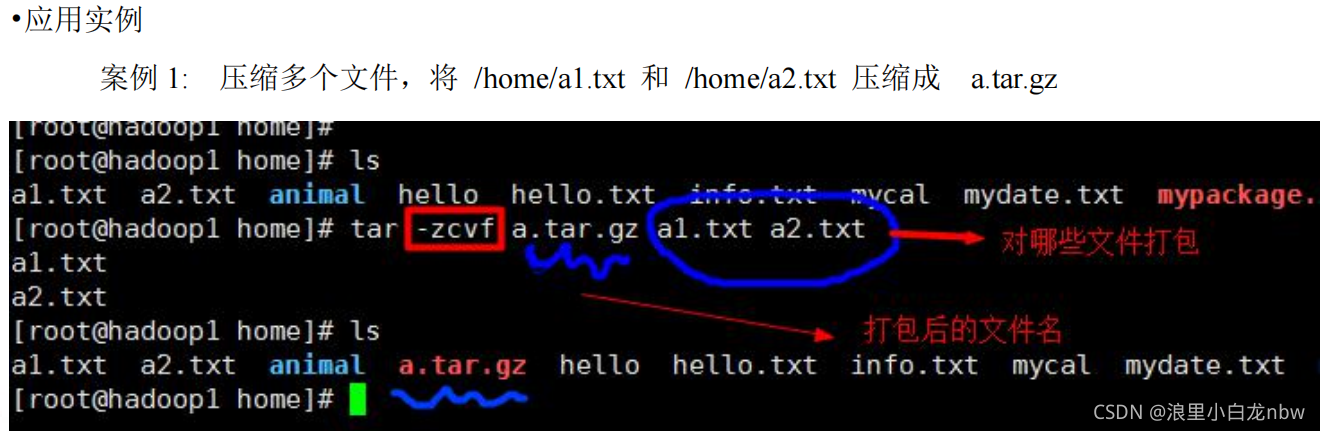 •应用实例
案例 1: 压缩多个文件，将 /home/a1.txt 和 /home/a2.txt 压缩成 a.tar.gz
[root@hadoop1 home]#
[root@hadoop1 home]# ls
a1.txt a2.txt animal hello hello.txt info.txt mycal mydate.txt mypackage.
[root@hadoop1 home]# tar -zcvf a.tar.gz a1.txt a2.txt 对哪些文件打包
a1.txt
a2.txt
[root@hadoop1 home]# ls 打包后的文件名
a1.txt a2.txt animal a.tar.gz hello hello.txt info.txt mycal mydate.txt
[root@hadoop1 home]#
CSDN @浪里小白龙nbw